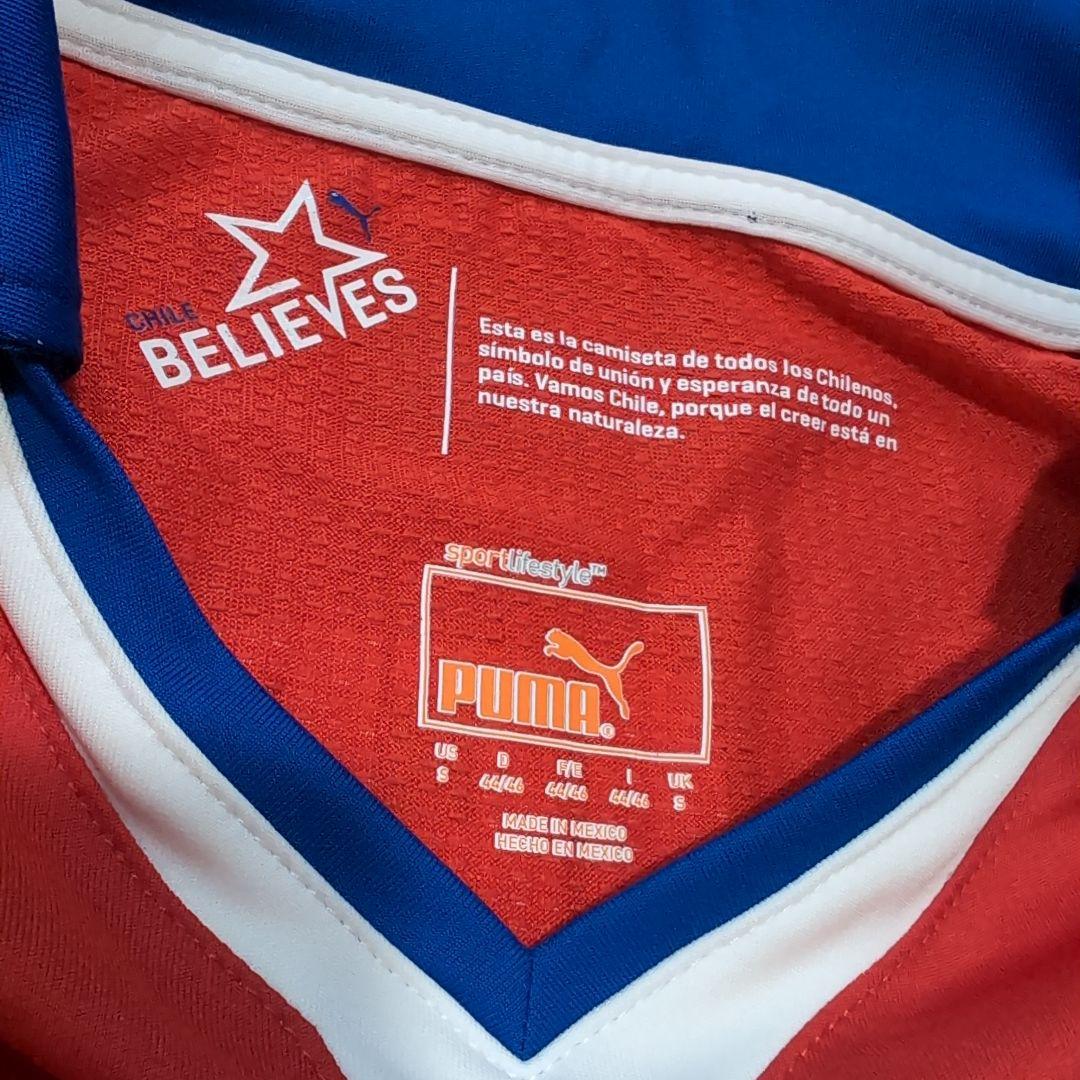 CHILE
BELIEVES
Esta es la camiseta de todos los Chilenos,
símbolo de unión y esperanza de todo un
país. Vamos Chile, porque el creer está en
nuestra naturaleza.
sportlifestyle™
PUMA®
US D F/E I UK
S 44/46 44/46 44/46 S
MADE IN MEXICO
HECHO EN MEXICO